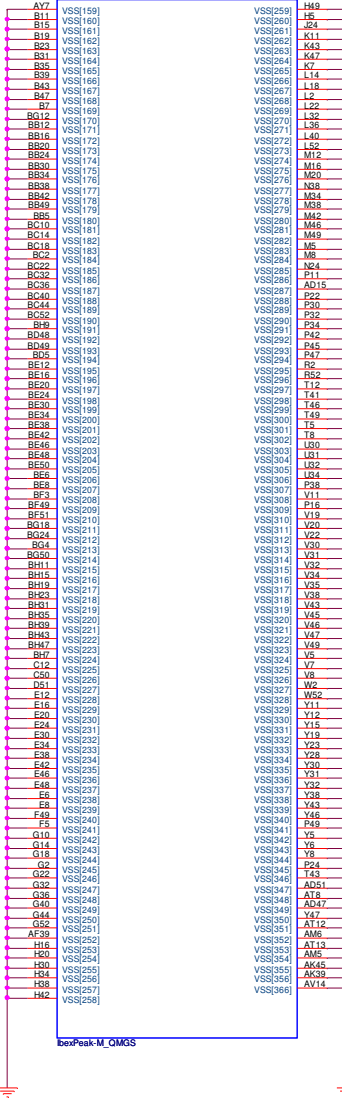 AY7 VSS[159] VSS[259] H49
B11 VSS[160] VSS[260] H5
B15 VSS[161] VSS[261] J24
B19 VSS[162] VSS[262] K11
B23 VSS[163] VSS[263] K43
B31 VSS[164] VSS[264] K47
B35 VSS[165] VSS[265] K7
B39 VSS[166] VSS[266] L14
B43 VSS[167] VSS[267] L18
B47 VSS[168] VSS[268] L2
B7 VSS[169] VSS[269] L22
BG12 VSS[170] VSS[270] L32
BB12 VSS[171] VSS[271] L36
BB16 VSS[172] VSS[272] L40
BB20 VSS[173] VSS[273] L52
BB24 VSS[174] VSS[274] M12
BB30 VSS[175] VSS[275] M16
BB34 VSS[176] VSS[276] M20
BB38 VSS[177] VSS[277] N38
BB42 VSS[178] VSS[278] M34
BB49 VSS[179] VSS[279] M38
BB5 VSS[180] VSS[280] M42
BC10 VSS[181] VSS[281] M46
BC14 VSS[182] VSS[282] M49
BC18 VSS[183] VSS[283] M5
BC2 VSS[184] VSS[284] M8
BC22 VSS[185] VSS[285] N24
BC32 VSS[186] VSS[286] P11
BC36 VSS[187] VSS[287] AD15
BC40 VSS[188] VSS[288] P22
BC44 VSS[189] VSS[289] P30
BC52 VSS[190] VSS[290] P32
BH9 VSS[191] VSS[291] P34
BD48 VSS[192] VSS[292] P42
BD49 VSS[193] VSS[293] P45
BD5 VSS[194] VSS[294] P47
BE12 VSS[195] VSS[295] R2
BE16 VSS[196] VSS[296] R52
BE20 VSS[197] VSS[297] T12
BE24 VSS[198] VSS[298] T41
BE30 VSS[199] VSS[299] T46
BE34 VSS[200] VSS[300] T49
BE38 VSS[201] VSS[301] T5
BE42 VSS[202] VSS[302] T8
BE46 VSS[203] VSS[303] U30
BE48 VSS[204] VSS[304] U31
BE50 VSS[205] VSS[305] U32
BE6 VSS[206] VSS[306] U34
BE8 VSS[207] VSS[307] P38
BF3 VSS[208] VSS[308] V11
BF49 VSS[209] VSS[309] P16
BF51 VSS[210] VSS[310] V19
BG18 VSS[211] VSS[311] V20
BG24 VSS[212] VSS[312] V22
BG4 VSS[213] VSS[313] V30
BG50 VSS[214] VSS[314] V31
BH11 VSS[215] VSS[315] V32
BH15 VSS[216] VSS[316] V34
BH19 VSS[217] VSS[317] V35
BH23 VSS[218] VSS[318] V38
BH31 VSS[219] VSS[319] V43
BH35 VSS[220] VSS[320] V45
BH39 VSS[221] VSS[321] V46
BH43 VSS[222] VSS[322] V47
BH47 VSS[223] VSS[323] V49
BH7 VSS[224] VSS[324] V5
C12 VSS[225] VSS[325] V7
C50 VSS[226] VSS[326] V8
D51 VSS[227] VSS[327] W2
E12 VSS[228] VSS[328] W52
E16 VSS[229] VSS[329] Y11
E20 VSS[230] VSS[330] Y12
E24 VSS[231] VSS[331] Y15
E30 VSS[232] VSS[332] Y19
E34 VSS[233] VSS[333] Y23
E38 VSS[234] VSS[334] Y28
E42 VSS[235] VSS[335] Y30
E46 VSS[236] VSS[336] Y31
E48 VSS[237] VSS[337] Y32
E6 VSS[238] VSS[338] Y38
E8 VSS[239] VSS[339] Y43
F49 VSS[240] VSS[340] Y46
F5 VSS[241] VSS[341] P49
G10 VSS[242] VSS[342] Y5
G14 VSS[243] VSS[343] Y6
G18 VSS[244] VSS[344] Y8
G2 VSS[245] VSS[345] P24
G22 VSS[246] VSS[346] T43
G32 VSS[247] VSS[347] AD51
G36 VSS[248] VSS[348] AT8
G40 VSS[249] VSS[349] AD47
G44 VSS[250] VSS[350] Y47
G52 VSS[251] VSS[351] AT12
AF39 VSS[252] VSS[352] AM6
H16 VSS[253] VSS[353] AT13
H20 VSS[254] VSS[354] AM5
H30 VSS[255] VSS[355] AK45
H34 VSS[256] VSS[356] AK39
H38 VSS[257] VSS[366] AV14
H42 VSS[258]
IbexPeak-M_QMGS